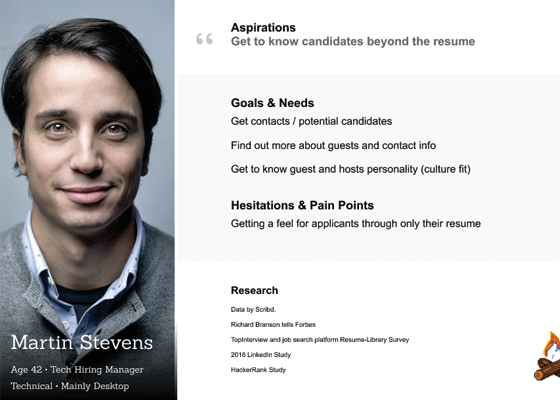 Aspirations
Get to know candidates beyond the resume
Goals & Needs
Get contacts / potential candidates
Find out more about guests and contact info
Get to know guest and hosts personality (culture fit)
Hesitations & Pain Points
Getting a feel for applicants through only their resume
Research
Data by Scribd.
Richard Branson tells Forbes
TopInterview and job search platform Resume-Library Survey
2018 LinkedIn Study
HackerRank Study
Martin Stevens
Age 42 • Tech Hiring Manager
Technical • Mainly Desktop